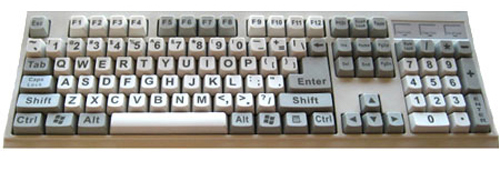 Esc F1 F2 F3 F4 F5 F6 F7 F8 F9 F10 F11 F12
~ ` ! 1 @ 2 # 3 $ 4 % 5 ^ 6 & 7 * 8 ( 9 ) 0 _ - + = | \
Tab Q W E R T Y U I O P { [ } ] 7 8 9 +
Caps Lock A S D F G H J K L : ; " ' Enter 4 5 6
Shift Z X C V B N M < , > . ? / Shift 1 2 3 ENTER
Ctrl Alt Alt Ctrl 0 .